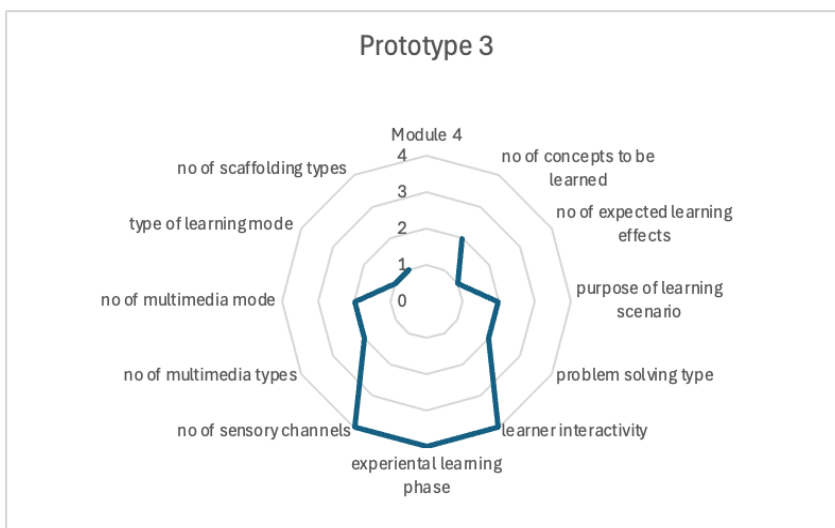 Prototype 3
Module 4
no of concepts to be
learned
no of expected learning
effects
purpose of learning
scenario
problem solving type
learner interactivity
experiental learning
phase
no of sensory channels
no of multimedia types
no of multimedia mode
type of learning mode
no of scaffolding types
4
3
2
1
0